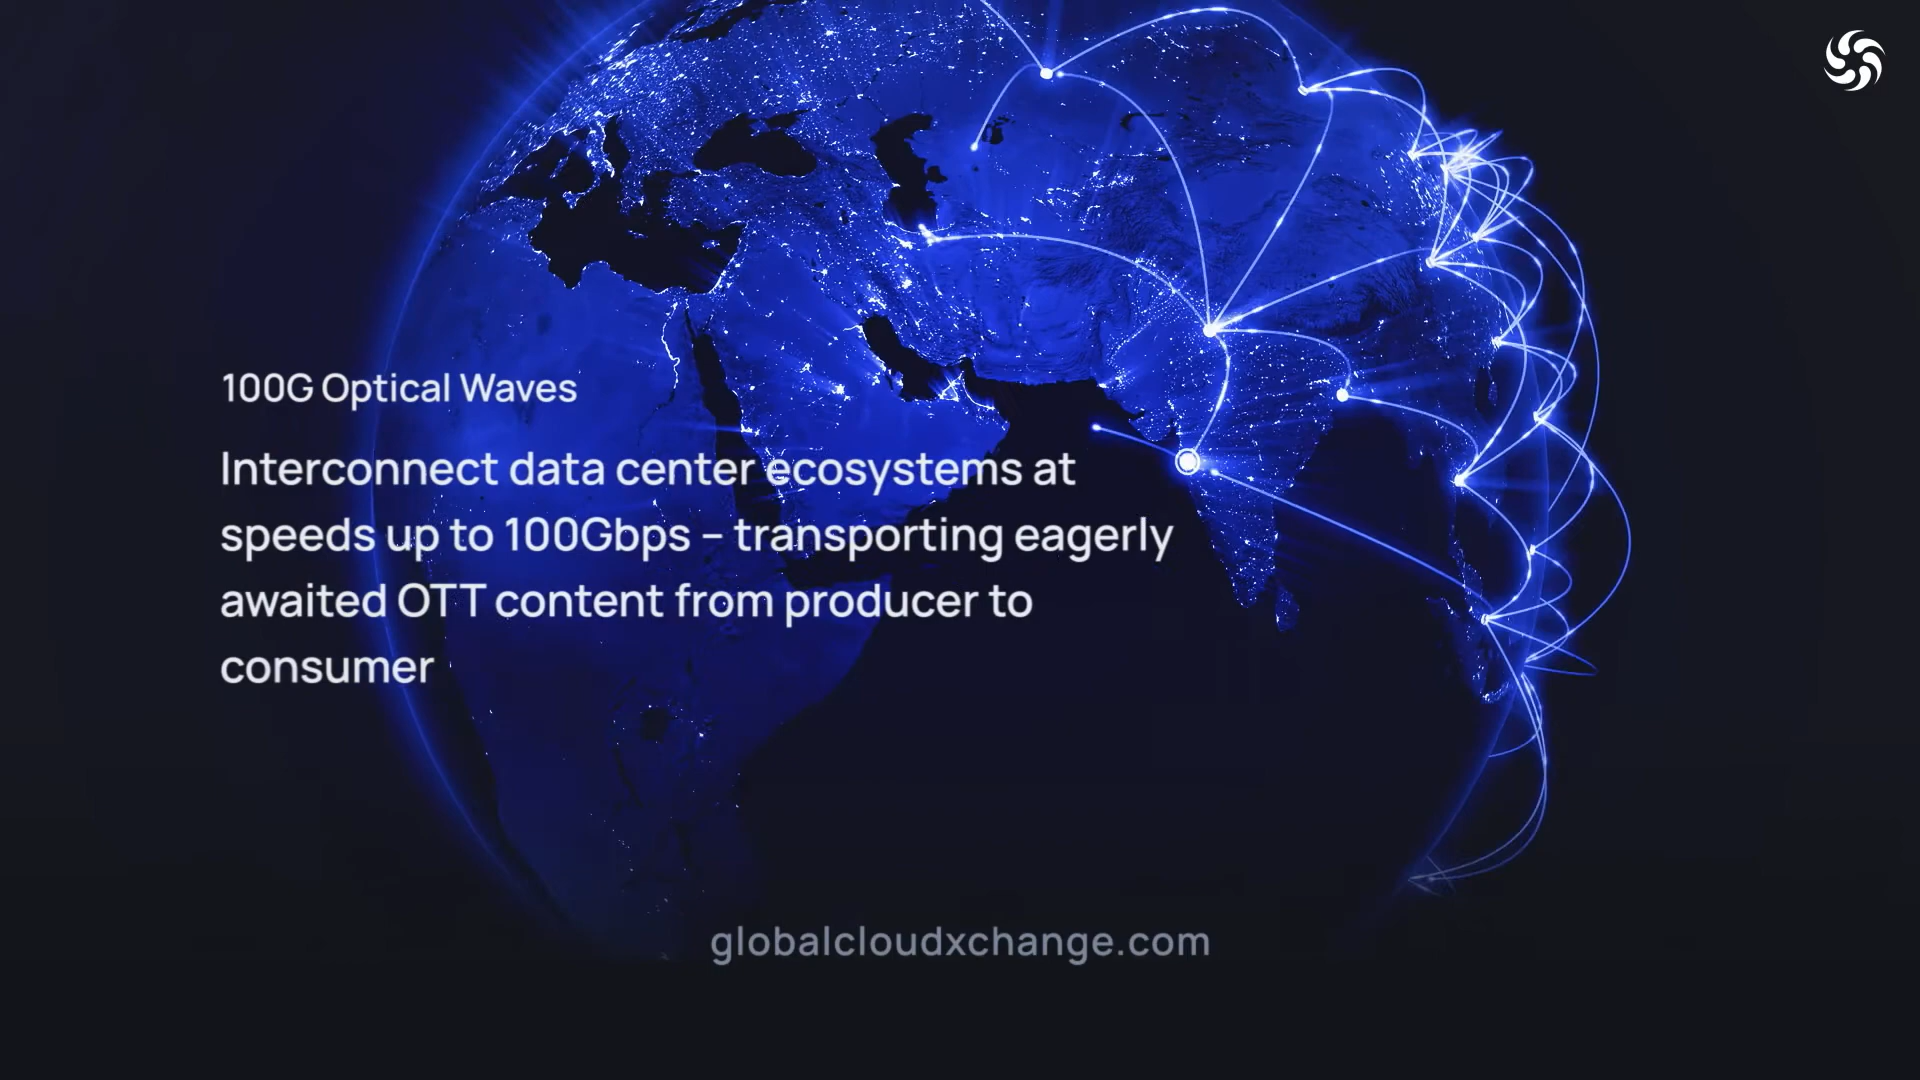 100G Optical Waves
Interconnect data center ecosystems at
speeds up to 100Gbps – transporting eagerly
awaited OTT content from producer to
consumer
globalcloudxchange.com